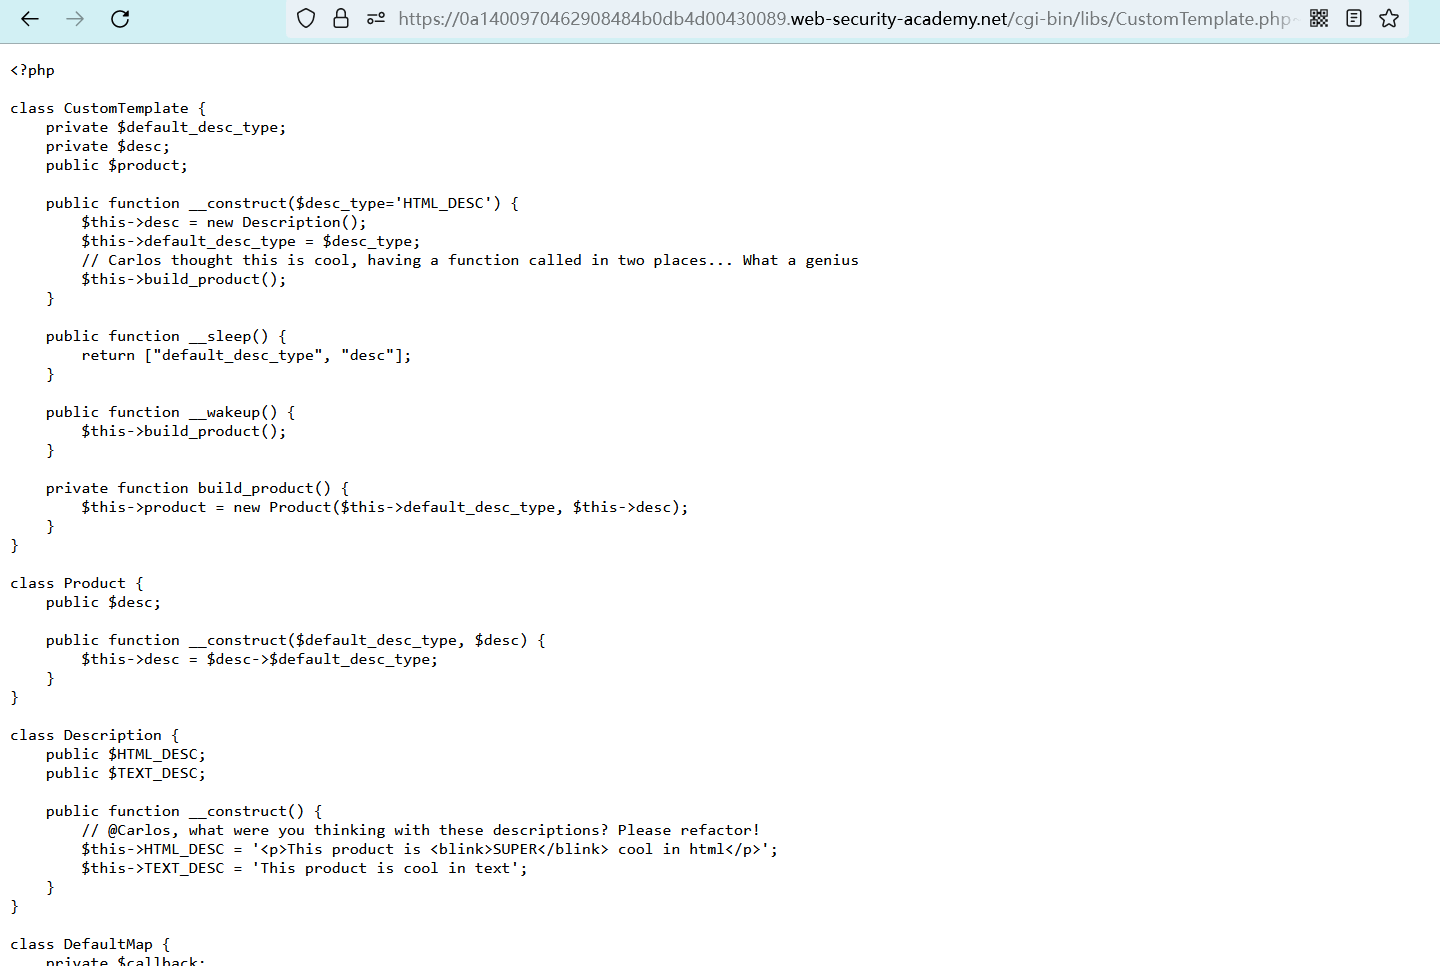 https://0a1400970462908484b0db4d00430089.web-security-academy.net/cgi-bin/libs/CustomTemplate.php~
<?php
class CustomTemplate {
    private $default_desc_type;
    private $desc;
    public $product;
    public function __construct($desc_type='HTML_DESC') {
        $this->desc = new Description();
        $this->default_desc_type = $desc_type;
        // Carlos thought this is cool, having a function called in two places... What a genius
        $this->build_product();
    }
    public function __sleep() {
        return ["default_desc_type", "desc"];
    }
    public function __wakeup() {
        $this->build_product();
    }
    private function build_product() {
        $this->product = new Product($this->default_desc_type, $this->desc);
    }
}
class Product {
    public $desc;
    public function __construct($default_desc_type, $desc) {
        $this->desc = $desc->$default_desc_type;
    }
}
class Description {
    public $HTML_DESC;
    public $TEXT_DESC;
    public function __construct() {
        // @Carlos, what were you thinking with these descriptions? Please refactor!
        $this->HTML_DESC = '<p>This product is <blink>SUPER</blink> cool in html</p>';
        $this->TEXT_DESC = 'This product is cool in text';
    }
}
class DefaultMap {
    private $callback;